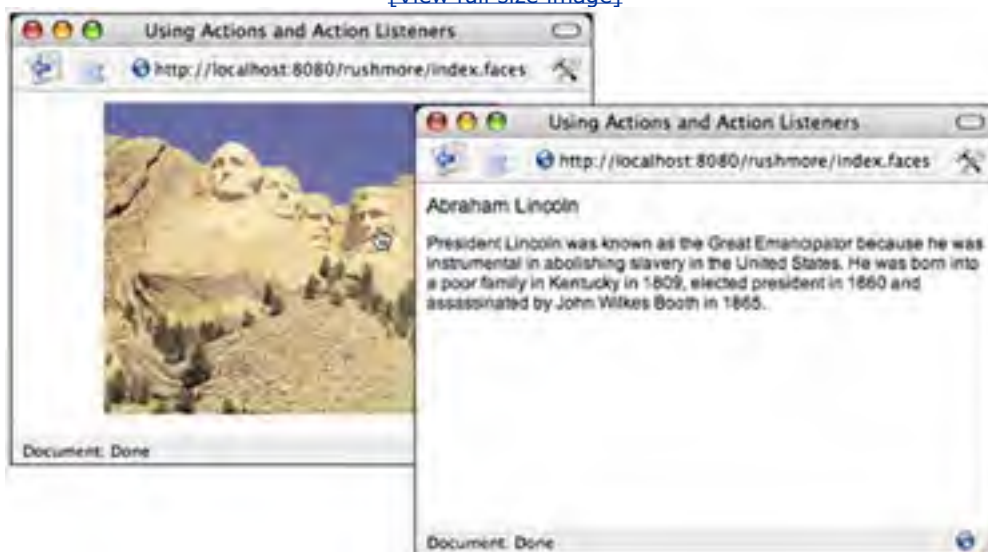 [View full size image]
Using Actions and Action Listeners
http://localhost:8080/rushmore/index.faces
Document: Done
Using Actions and Action Listeners
http://localhost:8080/rushmore/index.faces
Abraham Lincoln
President Lincoln was known as the Great Emancipator because he was
instrumental in abolishing slavery in the United States. He was born into
a poor family in Kentucky in 1809, elected president in 1860 and
assassinated by John Wilkes Booth in 1865.
Document: Done